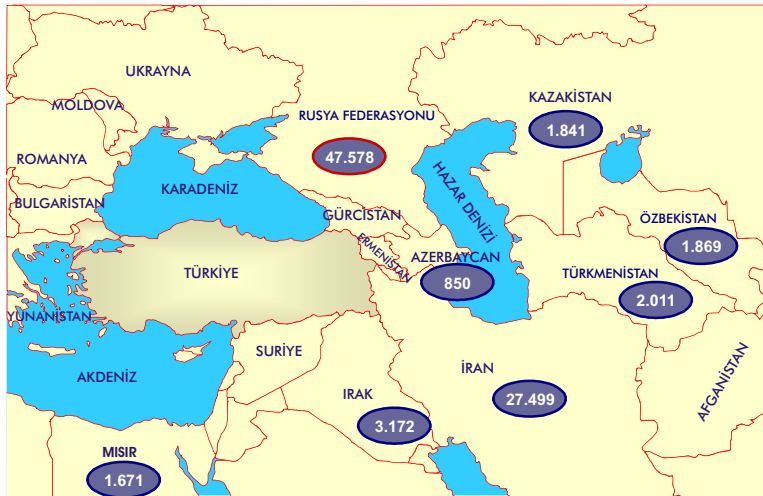 UKRAYNA
MOLDOVA
KAZAKİSTAN
RUSYA FEDERASYONU
1.841
ROMANYA
47.578
KARADENİZ
HAZAR DENİZİ
BULGARİSTAN
GÜRCİSTAN
ÖZBEKİSTAN
1.869
ERMENİSTAN
AZERBAYCAN
TÜRKİYE
TÜRKMENİSTAN
850
2.011
YUNANİSTAN
SURİYE
İRAN
AKDENİZ
AFGANİSTAN
IRAK
27.499
3.172
MISIR
1.671